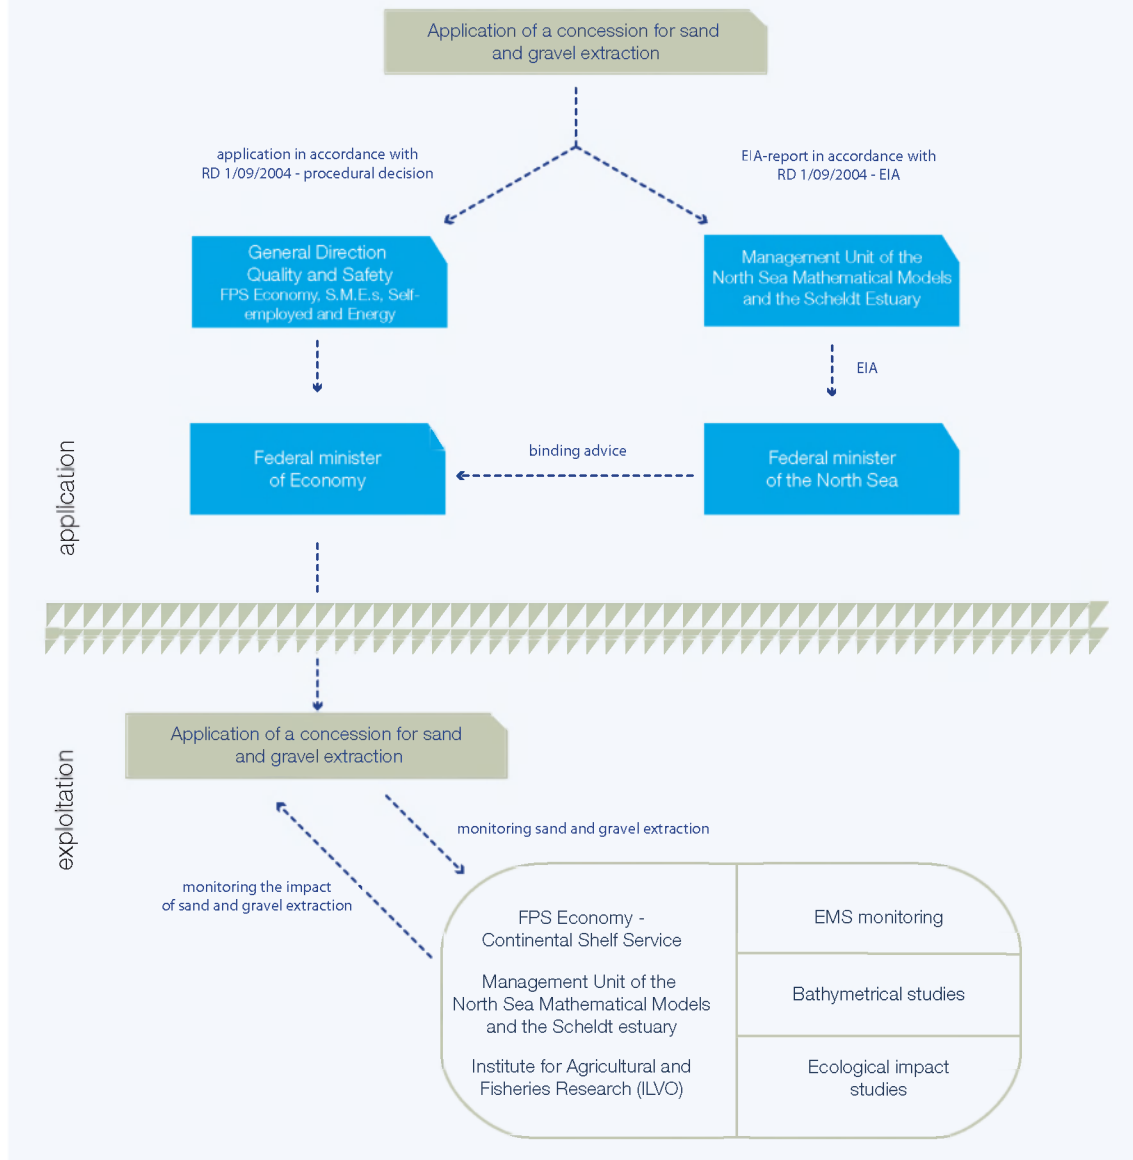 Application of a concession for sand
and gravel extraction
application in accordance with
RD 1/09/2004 - procedural decision
EIA-report in accordance with
RD 1/09/2004 - EIA
General Direction
Quality and Safety
FPS Economy, S.M.E.s, Self-
employed and Energy
Management Unit of the
North Sea Mathematical Models
and the Scheldt Estuary
EIA
Federal minister
of Economy
binding advice
Federal minister
of the North Sea
application
Application of a concession for sand
and gravel extraction
exploitation
monitoring sand and gravel extraction
monitoring the impact
of sand and gravel extraction
FPS Economy -
Continental Shelf Service
Management Unit of the
North Sea Mathematical Models
and the Scheldt estuary
Institute for Agricultural and
Fisheries Research (ILVO)
EMS monitoring
Bathymetrical studies
Ecological impact
studies